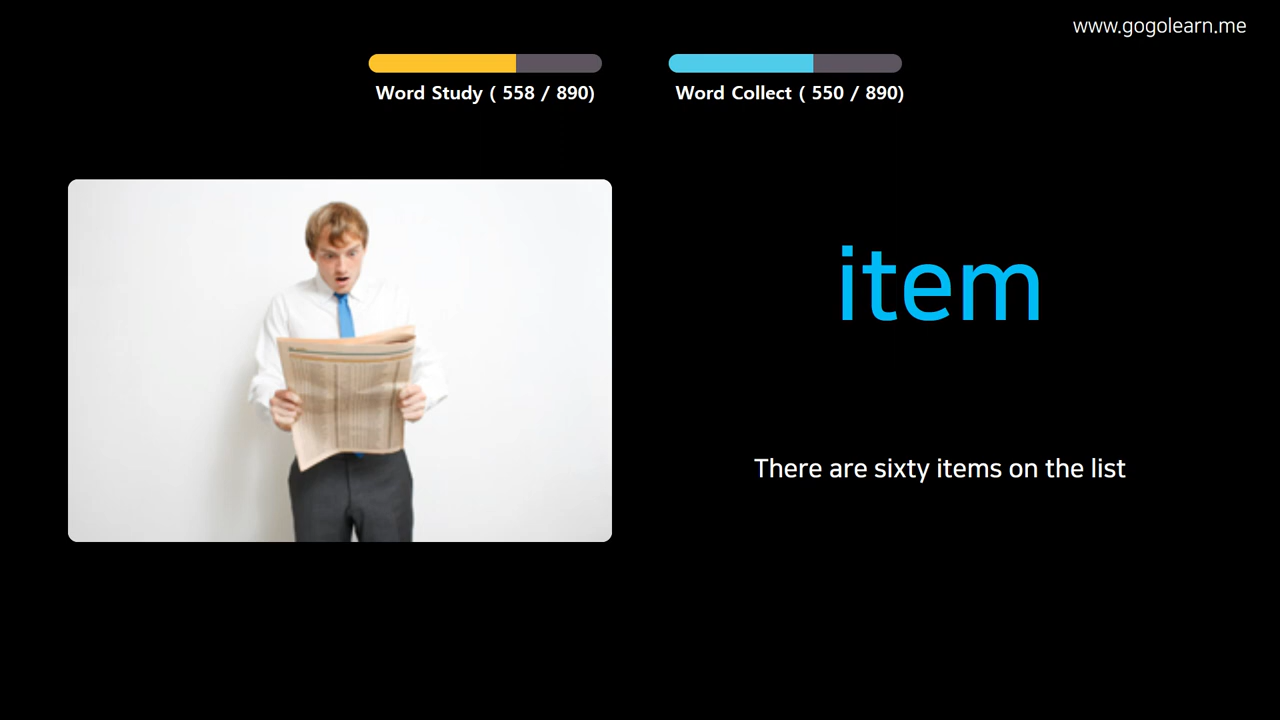 www.gogolearn.me
Word Study ( 558 / 890)
Word Collect ( 550 / 890)
item
There are sixty items on the list